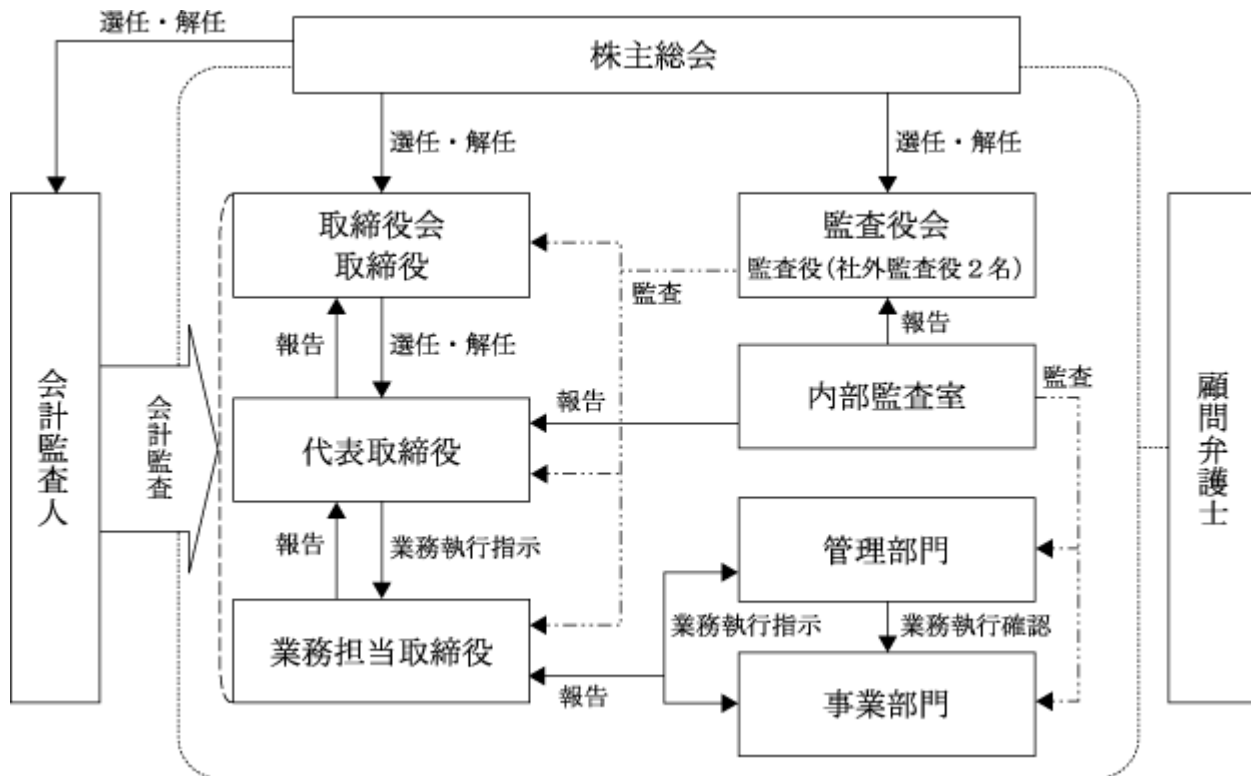 選任・解任
株主総会
選任・解任
選任・解任
取締役会
取締役
監査役会
監査役(社外監査役2名)
監査
報告
選任・解任
報告
内部監査室
監査
報告
代表取締役
会計監査人
会計監査
顧問弁護士
報告
業務執行指示
管理部門
業務執行指示
業務執行確認
業務担当取締役
報告
事業部門